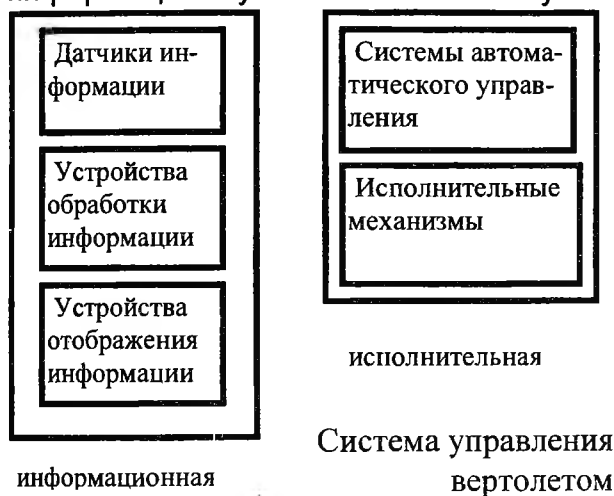 Датчики ин-
формации
Устройства
обработки
информации
Устройства
отображения
информации
информационная
Системы автома-
тического управ-
ления
Исполнительные
механизмы
исполнительная
Система управления
вертолетом